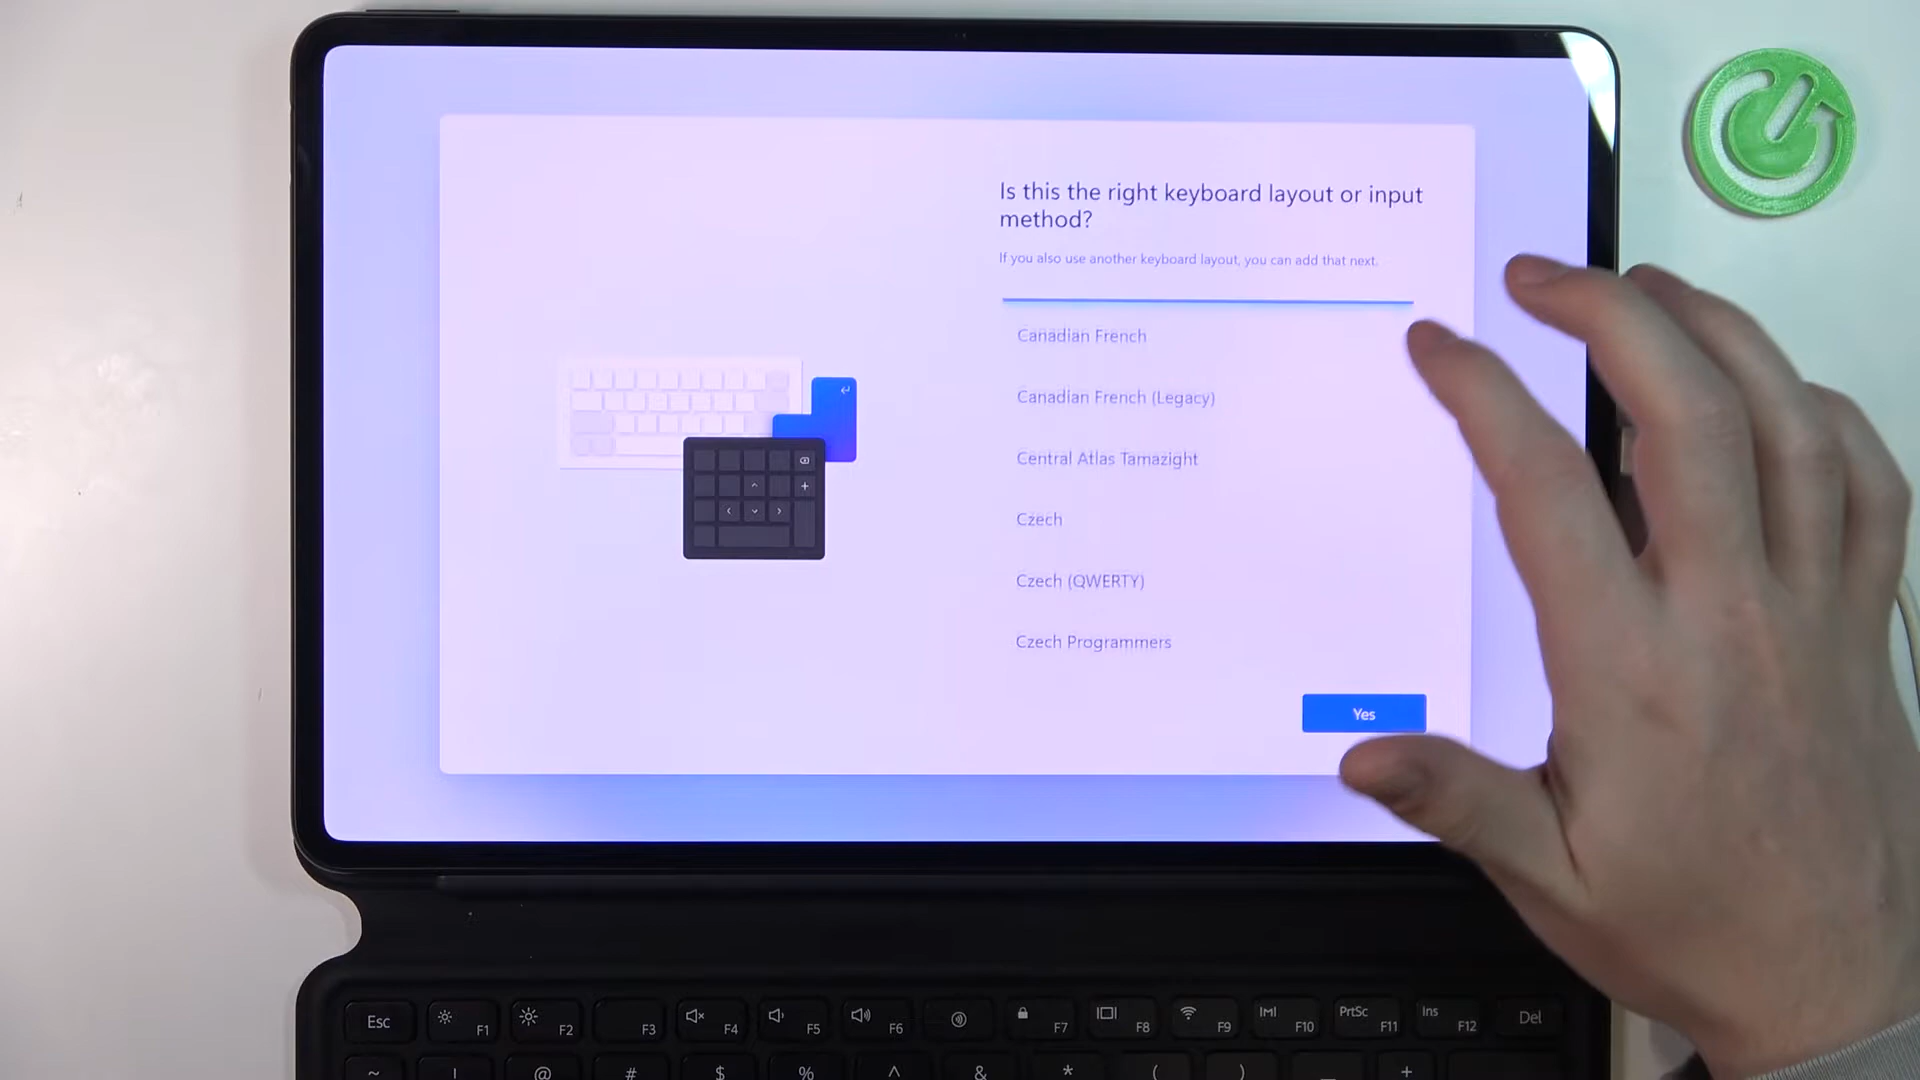 Is this the right keyboard layout or input
method?
If you also use another keyboard layout, you can add that next.
Canadian French
Canadian French (Legacy)
Central Atlas Tamazight
Czech
Czech (QWERTY)
Czech Programmers
Yes
Esc F1 F2 F3 F4 F5 F6 F7 F8 F9 F10 PrtSc F11 Ins F12 Del
~ ! @ # $ % ^ & * ( ) _ +